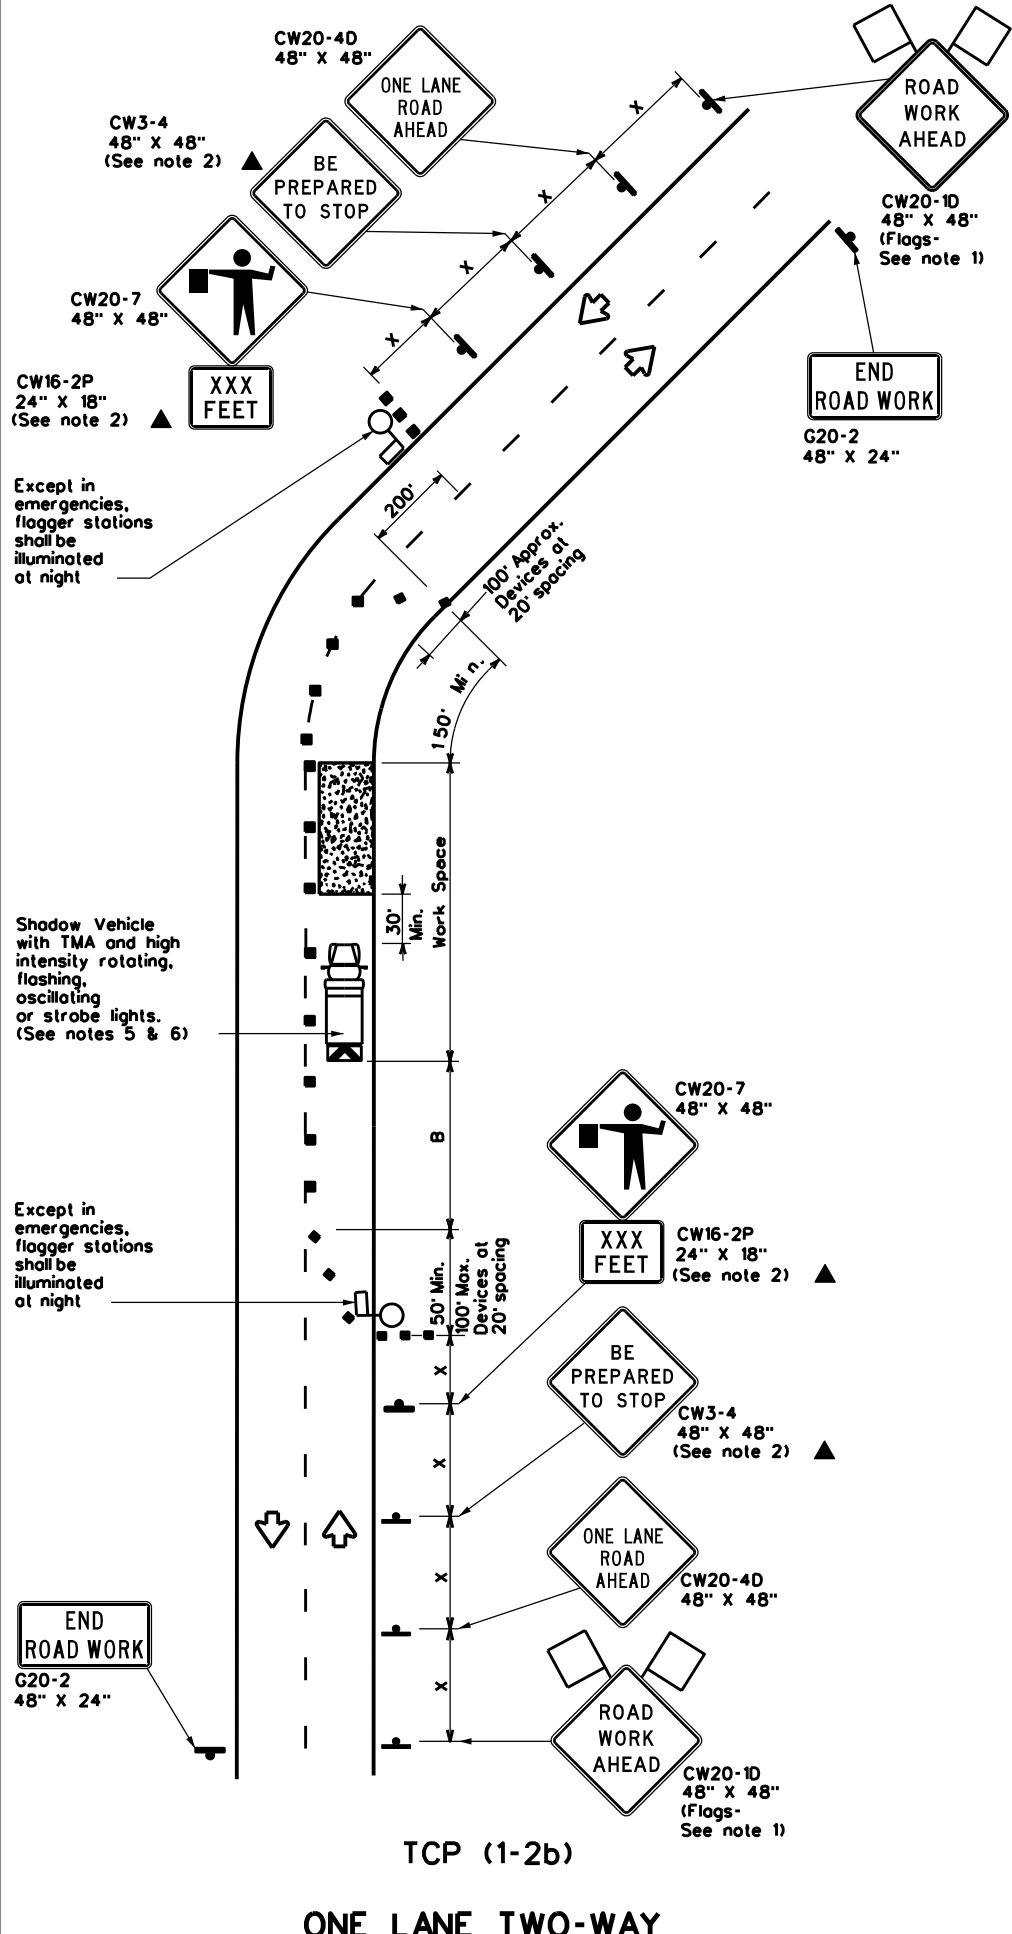 CW20-4D
48" X 48"
ONE LANE
ROAD
AHEAD
ROAD
WORK
AHEAD
CW20-1D
48" X 48"
(Flags-
See note 1)
CW3-4
48" X 48"
(See note 2)
BE
PREPARED
TO STOP
CW20-7
48" X 48"
CW16-2P
24" X 18"
(See note 2)
XXX
FEET
X
X
X
X
END
ROAD WORK
G20-2
48" X 24"
Except in
emergencies,
flagger stations
shall be
illuminated
at night
200'
100' Approx.
Devices at
20' spacing
150' Min.
Work Space
30'
Min.
Shadow Vehicle
with TMA and high
intensity rotating,
flashing,
oscillating
or strobe lights.
(See notes 5 & 6)
B
CW20-7
48" X 48"
XXX
FEET
CW16-2P
24" X 18"
(See note 2)
Except in
emergencies,
flagger stations
shall be
illuminated
at night
50' Min.
100' Max.
Devices at
20' spacing
X
X
X
X
BE
PREPARED
TO STOP
CW3-4
48" X 48"
(See note 2)
ONE LANE
ROAD
AHEAD
CW20-4D
48" X 48"
END
ROAD WORK
G20-2
48" X 24"
ROAD
WORK
AHEAD
CW20-1D
48" X 48"
(Flags-
See note 1)
TCP (1-2b)
ONE LANE TWO-WAY